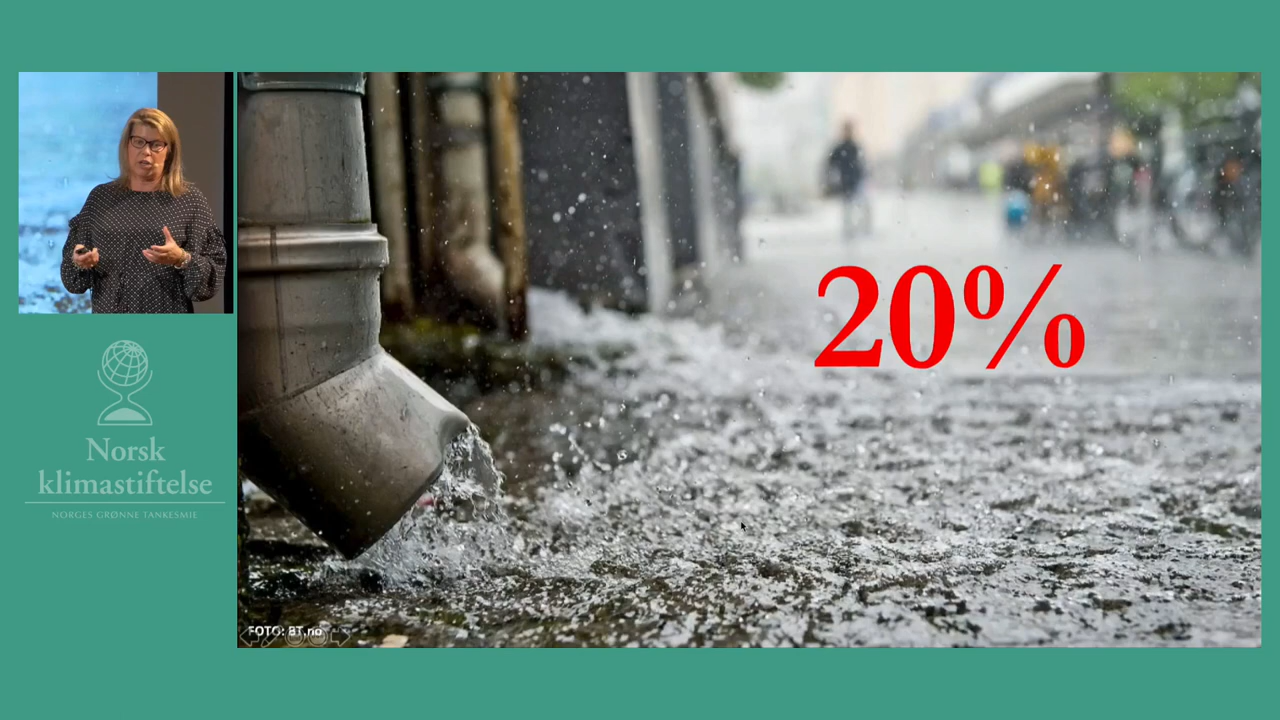 20%
Norsk
klimastiftelse
NORGES GRØNNE TANKESMIE
FOTO: BT.no